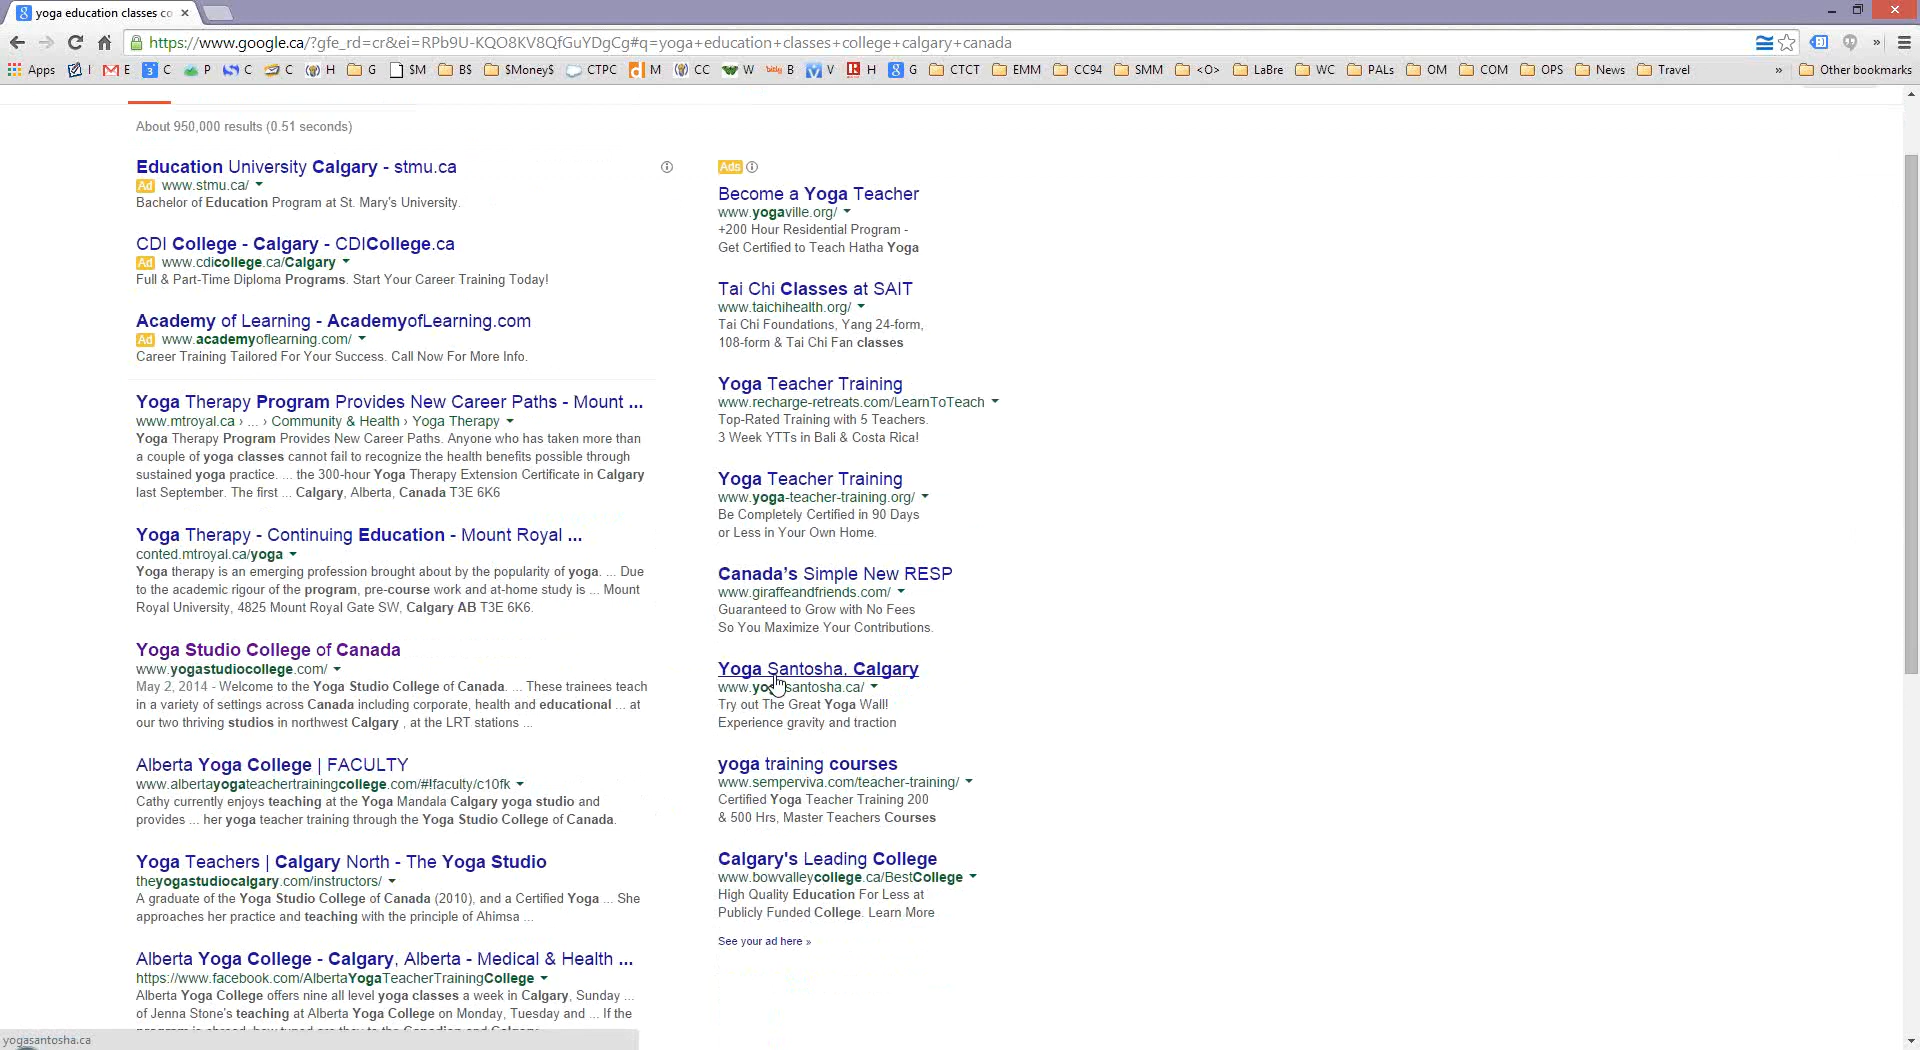 yoga education classes co
https://www.google.ca/?gfe_rd=cr&ei=RPb9U-KQO8KV8QfGuYDgCg#q=yoga+education+classes+college+calgary+canada
Apps I E C P C C H G $M B$ $Money$ CTPC M CC W B V H G CTCT EMM CC94 SMM <O> LaBre WC PALs OM COM OPS News Travel » Other bookmarks
About 950,000 results (0.51 seconds)
Education University Calgary - stmu.ca
Ad www.stmu.ca/
Bachelor of Education Program at St. Mary's University.
CDI College - Calgary - CDICollege.ca
Ad www.cdicollege.ca/Calgary
Full & Part-Time Diploma Programs. Start Your Career Training Today!
Academy of Learning - AcademyofLearning.com
Ad www.academyoflearning.com/
Career Training Tailored For Your Success. Call Now For More Info.
Yoga Therapy Program Provides New Career Paths - Mount ...
www.mtroyal.ca › ... › Community & Health › Yoga Therapy
Yoga Therapy Program Provides New Career Paths. Anyone who has taken more than
a couple of yoga classes cannot fail to recognize the health benefits possible through
sustained yoga practice. ... the 300-hour Yoga Therapy Extension Certificate in Calgary
last September. The first ... Calgary, Alberta, Canada T3E 6K6
Yoga Therapy - Continuing Education - Mount Royal ...
conted.mtroyal.ca/yoga
Yoga therapy is an emerging profession brought about by the popularity of yoga. ... Due
to the academic rigour of the program, pre-course work and at-home study is ... Mount
Royal University, 4825 Mount Royal Gate SW, Calgary AB T3E 6K6.
Yoga Studio College of Canada
www.yogastudiocollege.com/
May 2, 2014 - Welcome to the Yoga Studio College of Canada. ... These trainees teach
in a variety of settings across Canada including corporate, health and educational ... at
our two thriving studios in northwest Calgary , at the LRT stations ...
Alberta Yoga College | FACULTY
www.albertayogateachertrainingcollege.com/#!faculty/c10fk
Cathy currently enjoys teaching at the Yoga Mandala Calgary yoga studio and
provides ... her yoga teacher training through the Yoga Studio College of Canada.
Yoga Teachers | Calgary North - The Yoga Studio
theyogastudiocalgary.com/instructors/
A graduate of the Yoga Studio College of Canada (2010), and a Certified Yoga ... She
approaches her practice and teaching with the principle of Ahimsa ...
Alberta Yoga College - Calgary, Alberta - Medical & Health ...
https://www.facebook.com/AlbertaYogaTeacherTrainingCollege
Alberta Yoga College offers nine all level yoga classes a week in Calgary, Sunday ...
of Jenna Stone's teaching at Alberta Yoga College on Monday, Tuesday and ... If the
Ads
Become a Yoga Teacher
www.yogaville.org/
+200 Hour Residential Program -
Get Certified to Teach Hatha Yoga
Tai Chi Classes at SAIT
www.taichihealth.org/
Tai Chi Foundations, Yang 24-form,
108-form & Tai Chi Fan classes
Yoga Teacher Training
www.recharge-retreats.com/LearnToTeach
Top-Rated Training with 5 Teachers.
3 Week YTTs in Bali & Costa Rica!
Yoga Teacher Training
www.yoga-teacher-training.org/
Be Completely Certified in 90 Days
or Less in Your Own Home.
Canada's Simple New RESP
www.giraffeandfriends.com/
Guaranteed to Grow with No Fees
So You Maximize Your Contributions.
Yoga Santosha, Calgary
www.yogasantosha.ca/
Try out The Great Yoga Wall!
Experience gravity and traction
yoga training courses
www.semperviva.com/teacher-training/
Certified Yoga Teacher Training 200
& 500 Hrs, Master Teachers Courses
Calgary's Leading College
www.bowvalleycollege.ca/BestCollege
High Quality Education For Less at
Publicly Funded College. Learn More
See your ad here »
yogasantosha.ca